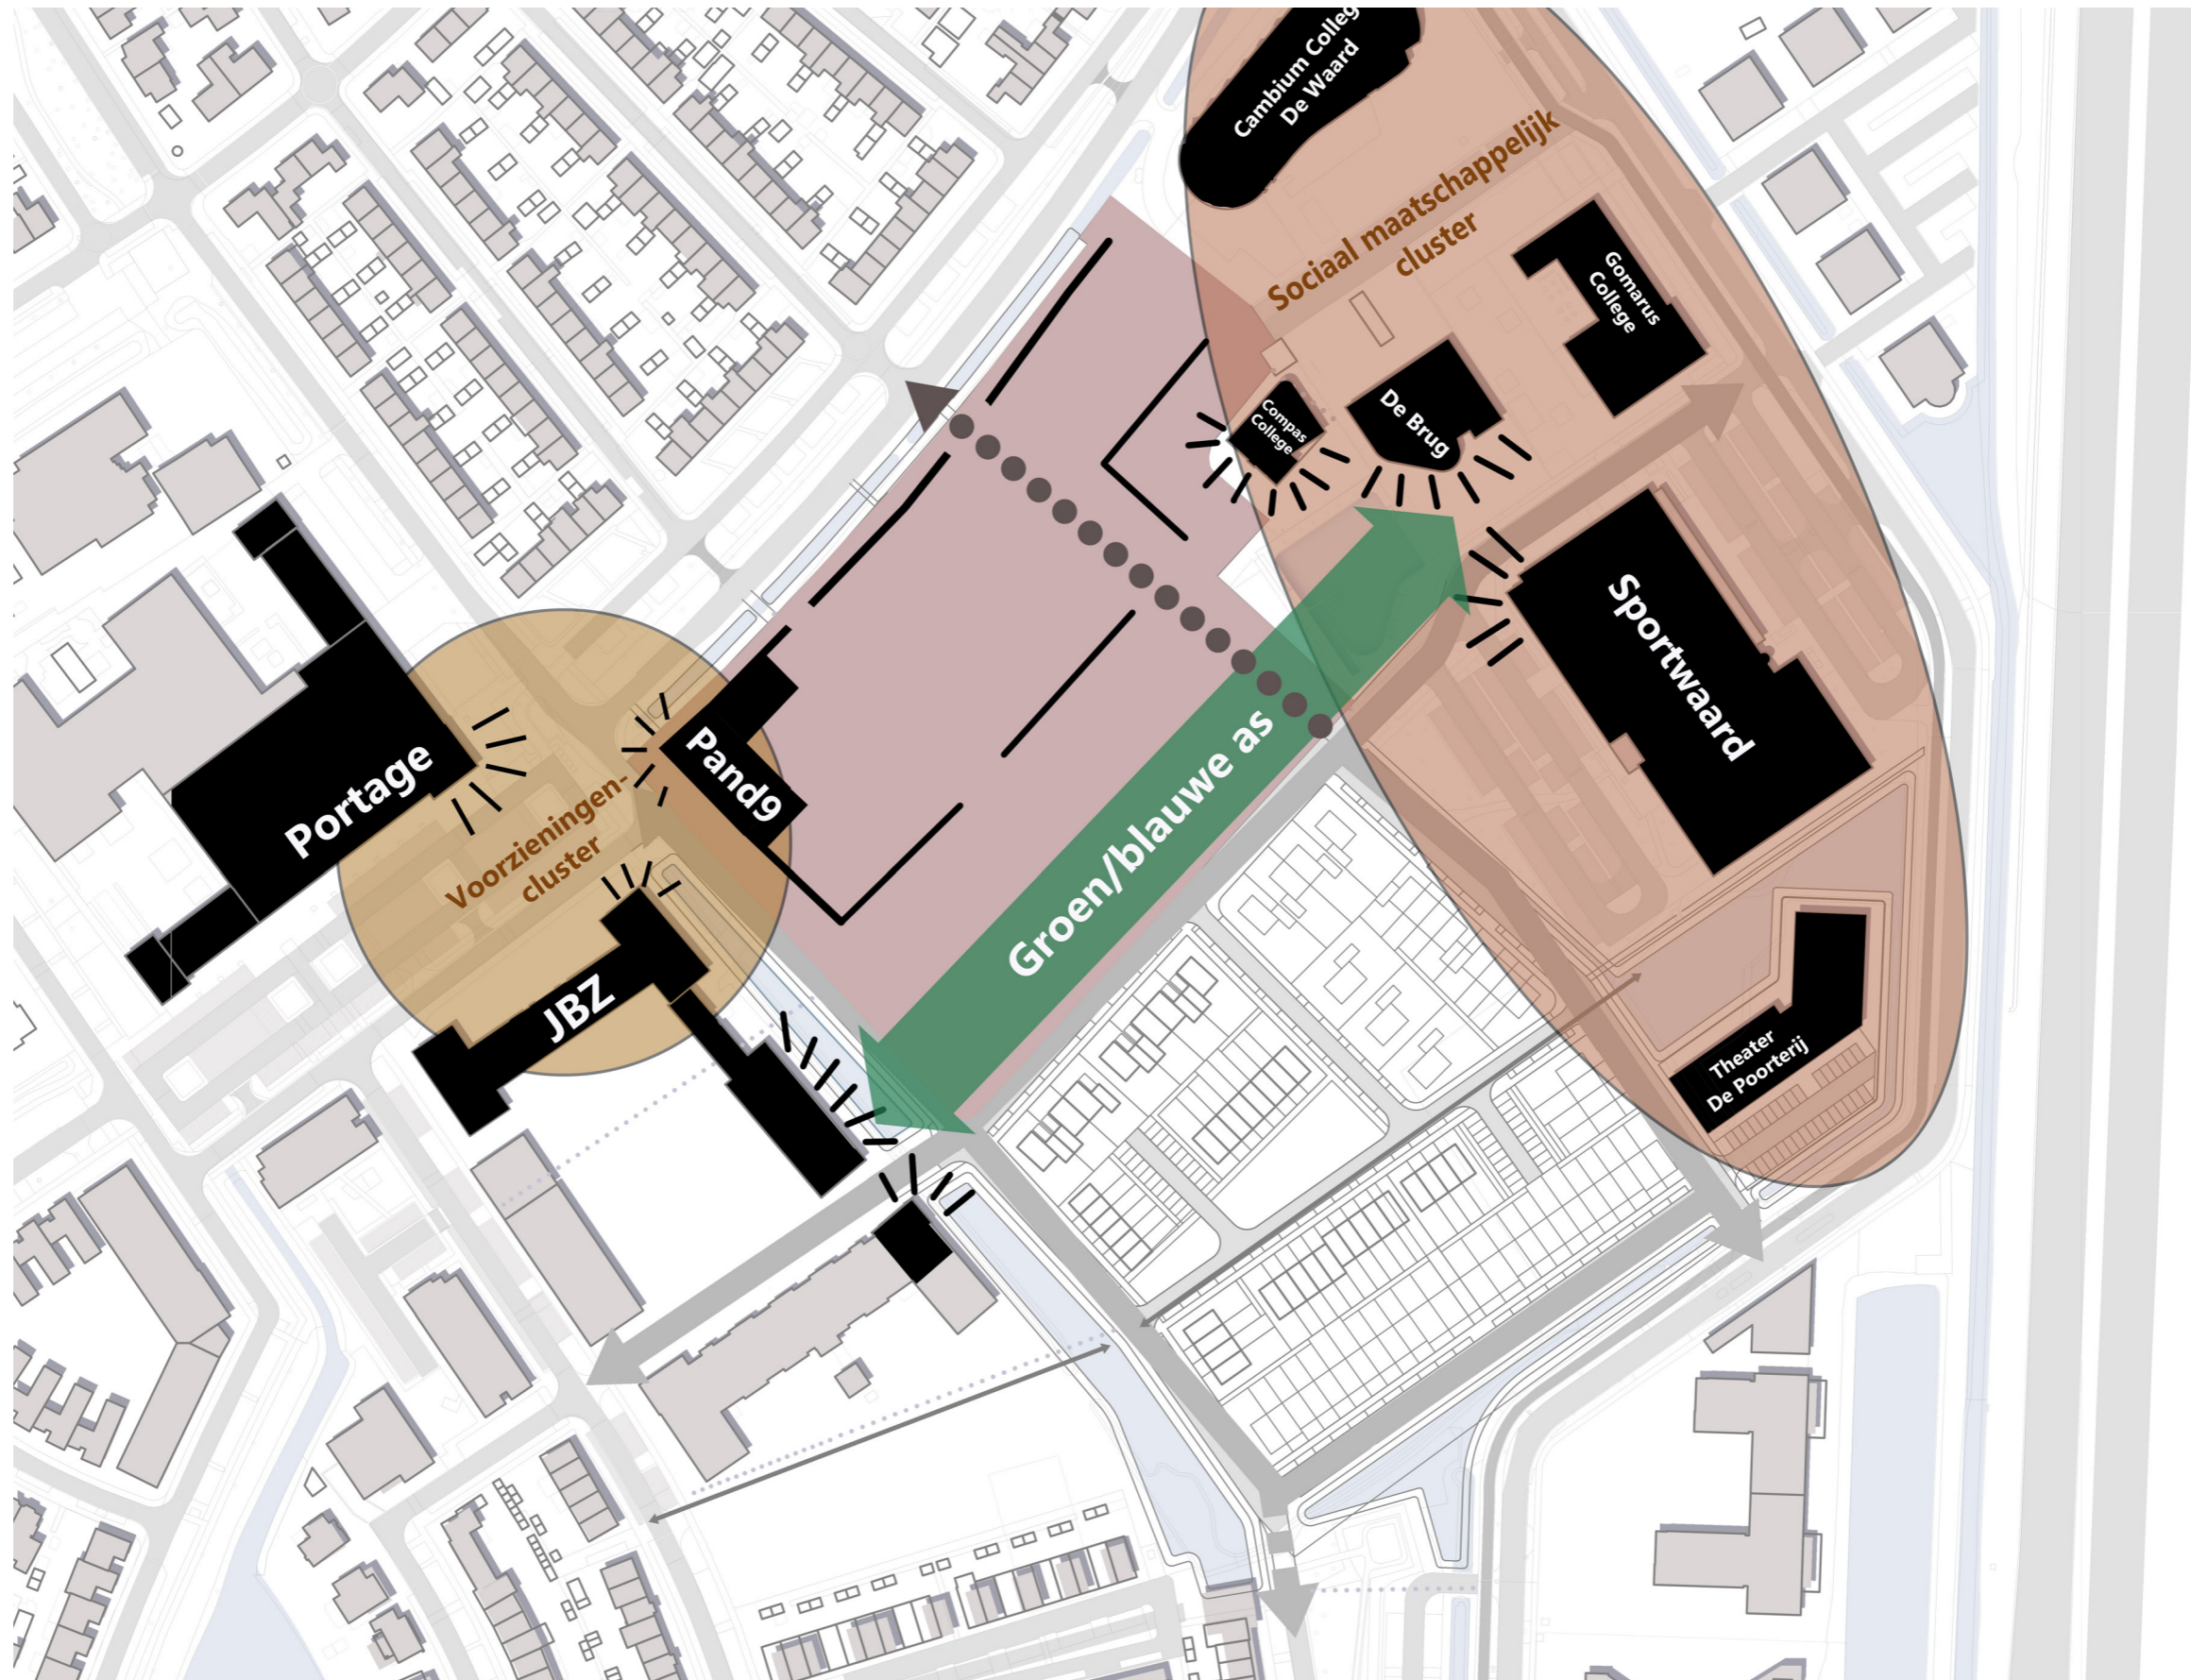 Cambium Colleg
De Waard
Sociaal maatschappelijk
cluster
Gomarus
College
Compas
College
De Brug
Sportwaard
Portage
Pand9
Voorzieningen-
cluster
Groen/blauwe as
JBZ
Theater
De Poorterij